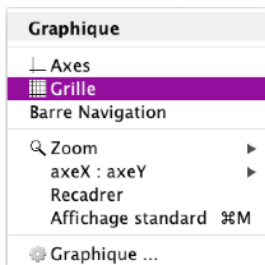 Graphique
Axes
Grille
Barre Navigation
Zoom
axeX : axeY
Recadrer
Affichage standard ⌘M
Graphique ...